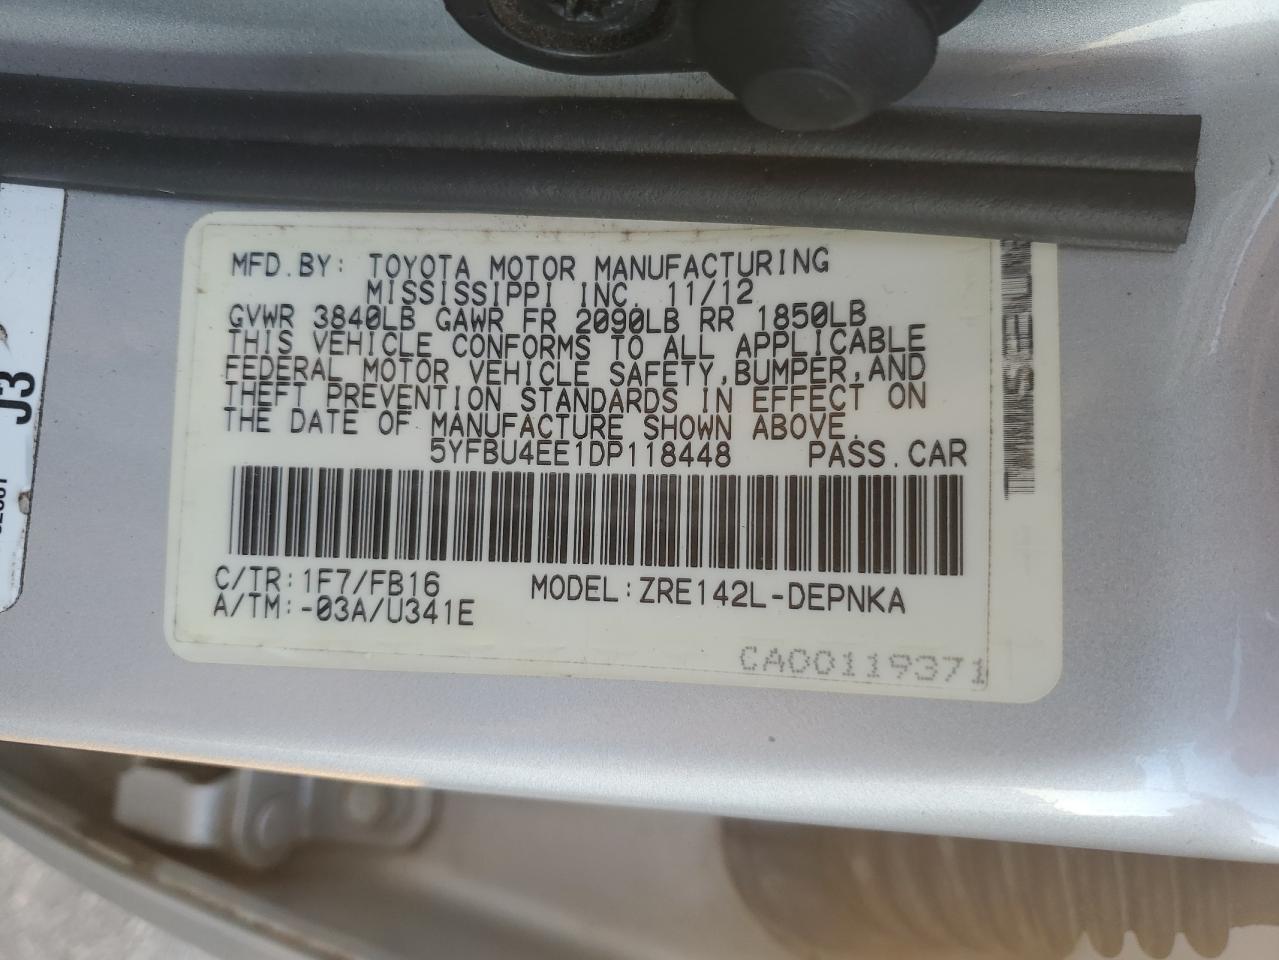 MFD.BY: TOYOTA MOTOR MANUFACTURING
MISSISSIPPI INC. 11/12
GVWR 3840LB GAWR FR 2090LB RR 1850LB
THIS VEHICLE CONFORMS TO ALL APPLICABLE
FEDERAL MOTOR VEHICLE SAFETY,BUMPER,AND
THEFT PREVENTION STANDARDS IN EFFECT ON
THE DATE OF MANUFACTURE SHOWN ABOVE.
5YFBU4EE1DP118448 PASS.CAR
C/TR:1F7/FB16 MODEL:ZRE142L-DEPNKA
A/TM:-03A/U341E
CA00119371
J3